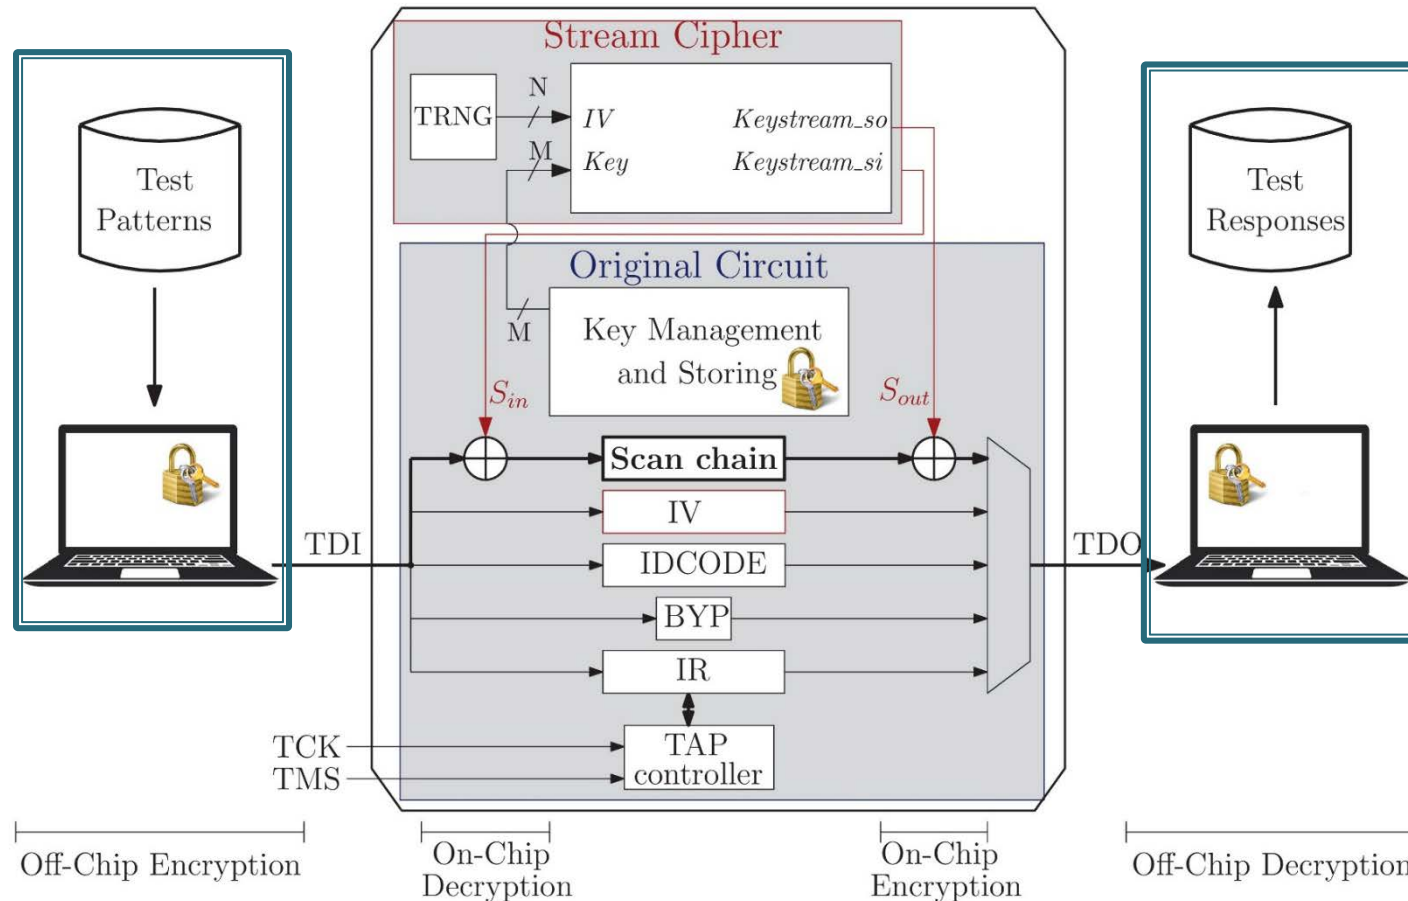 Stream Cipher
TRNG
N
M
IV
Key
Keystream_so
Keystream_si
Test
Patterns
Test
Responses
Original Circuit
M
Key Management
and Storing
S_in
S_out
Scan chain
IV
TDI
IDCODE
TDO
BYP
IR
TCK
TMS
TAP
controller
Off-Chip Encryption
On-Chip
Decryption
On-Chip
Encryption
Off-Chip Decryption